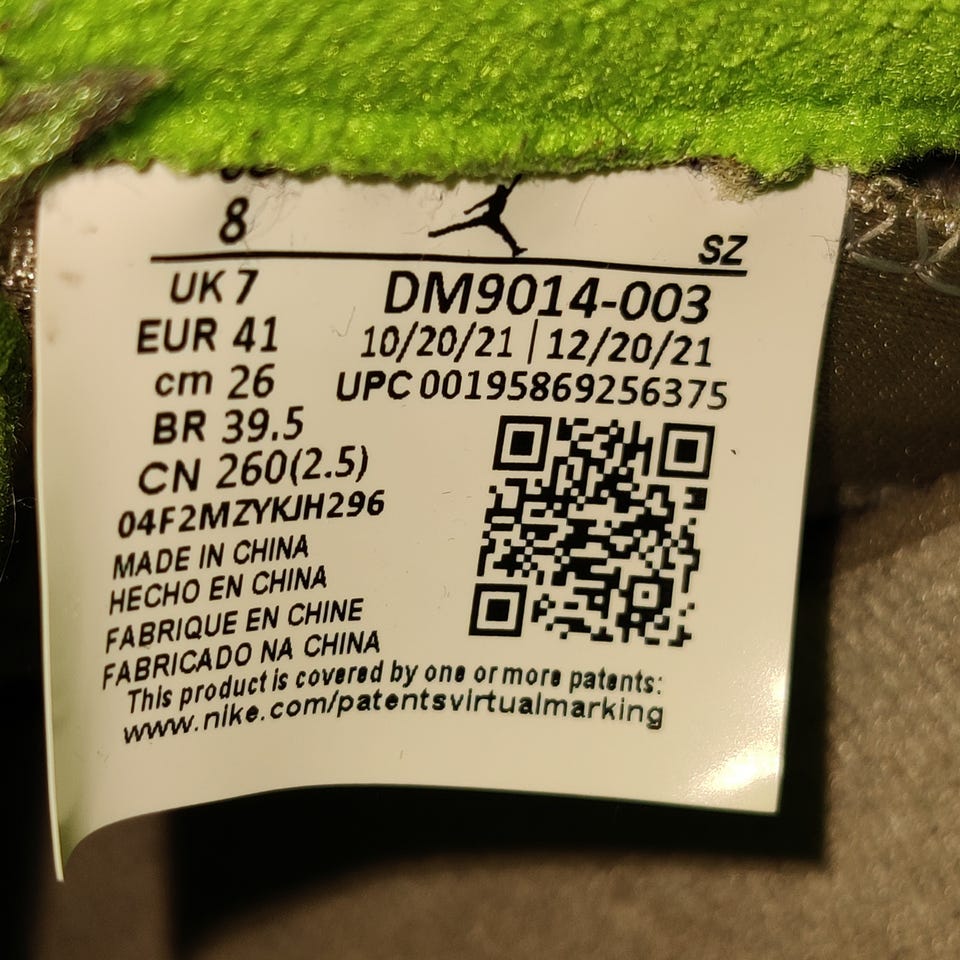 8
SZ
UK 7
DM9014-003
EUR 41
10/20/21 | 12/20/21
cm 26
UPC 00195869256375
BR 39.5
CN 260(2.5)
04F2MZYKJH296
MADE IN CHINA
HECHO EN CHINA
FABRIQUE EN CHINE
FABRICADO NA CHINA
This product is covered by one or more patents:
www.nike.com/patentsvirtualmarking